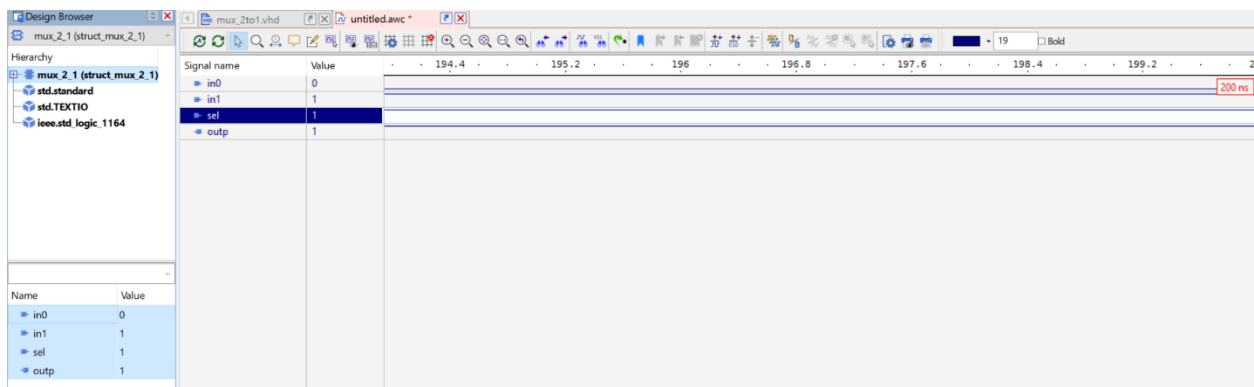 Design Browser
mux_2_1 (struct_mux_2_1)
Hierarchy
mux_2_1 (struct_mux_2_1)
std.standard
std.TEXTIO
ieee.std_logic_1164
Name Value
in0 0
in1 1
sel 1
outp 1
mux_2to1.vhd untitled.awc *
19 Bold
Signal name Value 194.4 195.2 196 196.8 197.6 198.4 199.2 2
in0 0
200 ns
in1 1
sel 1
outp 1